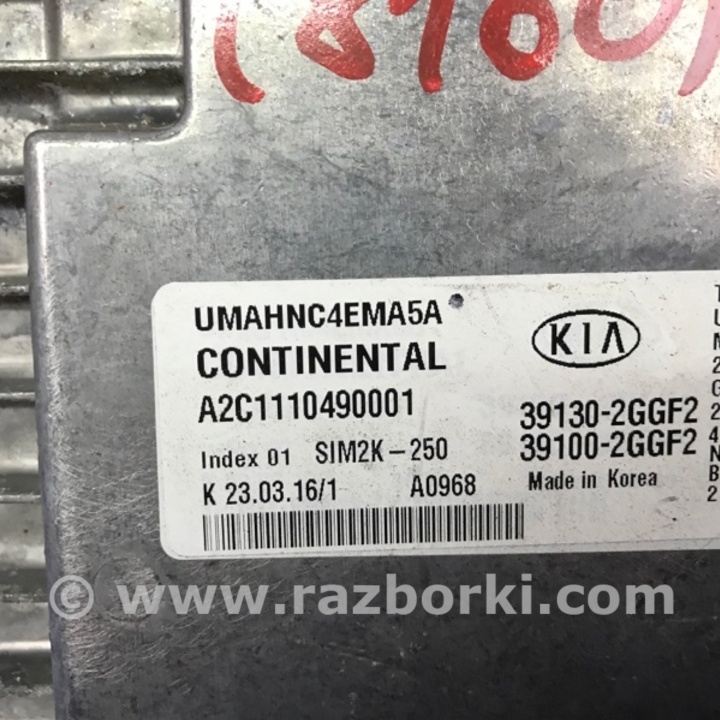 (8960)
UMAHNC4EMA5A
CONTINENTAL
A2C1110490001
Index 01 SIM2K-250
K 23.03.16/1 A0968
KIA
39130-2GGF2
39100-2GGF2
Made in Korea
© www.razborki.com